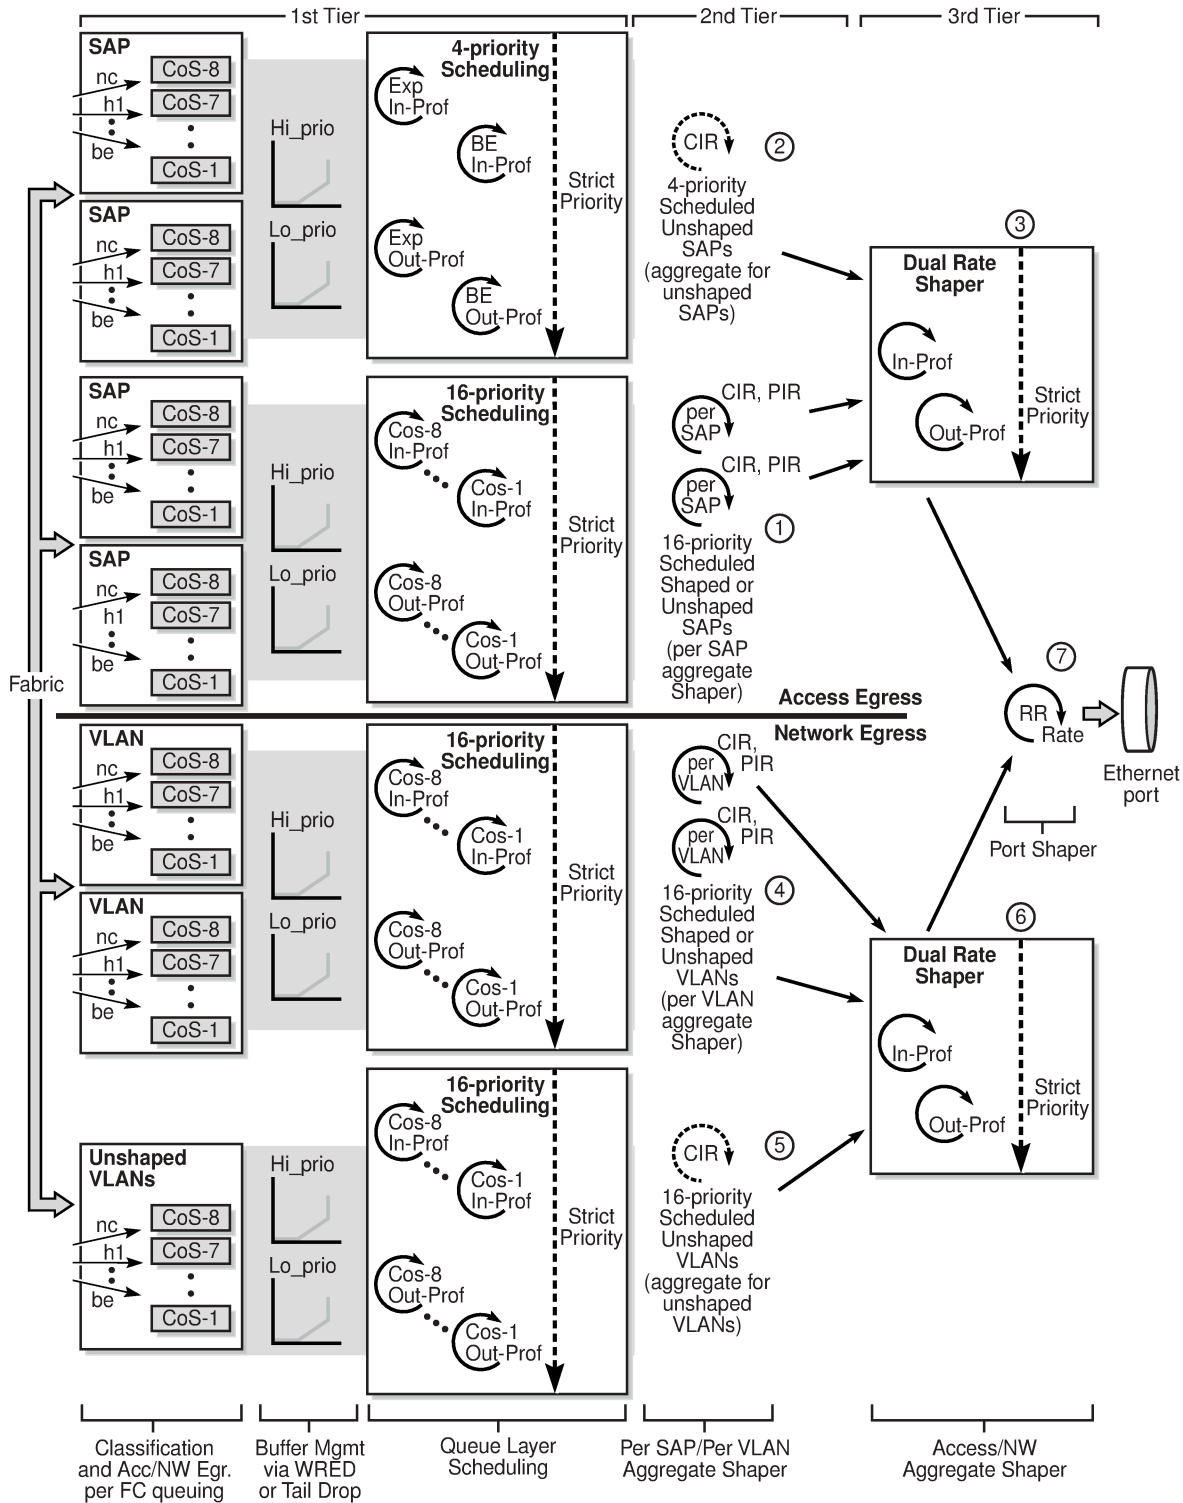 1st Tier
2nd Tier
3rd Tier
SAP
nc
h1
be
CoS-8
CoS-7
CoS-1
SAP
nc
h1
be
CoS-8
CoS-7
CoS-1
Hi_prio
Lo_prio
4-priority
Scheduling
Exp
In-Prof
BE
In-Prof
Exp
Out-Prof
BE
Out-Prof
Strict
Priority
CIR
2
4-priority
Scheduled
Unshaped
SAPs
(aggregate for
unshaped
SAPs)
3
Dual Rate
Shaper
In-Prof
Out-Prof
Strict
Priority
SAP
nc
h1
be
CoS-8
CoS-7
CoS-1
SAP
nc
h1
be
CoS-8
CoS-7
CoS-1
Hi_prio
Lo_prio
16-priority
Scheduling
Cos-8
In-Prof
Cos-1
In-Prof
Cos-8
Out-Prof
Cos-1
Out-Prof
Strict
Priority
CIR, PIR
per
SAP
CIR, PIR
per
SAP
1
16-priority
Scheduled
Shaped or
Unshaped
SAPs
(per SAP
aggregate
Shaper)
Fabric
Access Egress
Network Egress
7
RR
Rate
Ethernet
port
Port Shaper
VLAN
nc
h1
be
CoS-8
CoS-7
CoS-1
VLAN
nc
h1
be
CoS-8
CoS-7
CoS-1
Hi_prio
Lo_prio
16-priority
Scheduling
Cos-8
In-Prof
Cos-1
In-Prof
Cos-8
Out-Prof
Cos-1
Out-Prof
Strict
Priority
CIR,
PIR
per
VLAN
CIR,
PIR
per
VLAN
4
16-priority
Scheduled
Shaped or
Unshaped
VLANs
(per VLAN
aggregate
Shaper)
6
Dual Rate
Shaper
In-Prof
Out-Prof
Strict
Priority
Unshaped
VLANs
nc
h1
be
CoS-8
CoS-7
CoS-1
Hi_prio
Lo_prio
16-priority
Scheduling
Cos-8
In-Prof
Cos-1
In-Prof
Cos-8
Out-Prof
Cos-1
Out-Prof
Strict
Priority
CIR
5
16-priority
Scheduled
Unshaped
VLANs
(aggregate for
unshaped
VLANs)
Classification
and Acc/NW Egr.
per FC queuing
Buffer Mgmt
via WRED
or Tail Drop
Queue Layer
Scheduling
Per SAP/Per VLAN
Aggregate Shaper
Access/NW
Aggregate Shaper